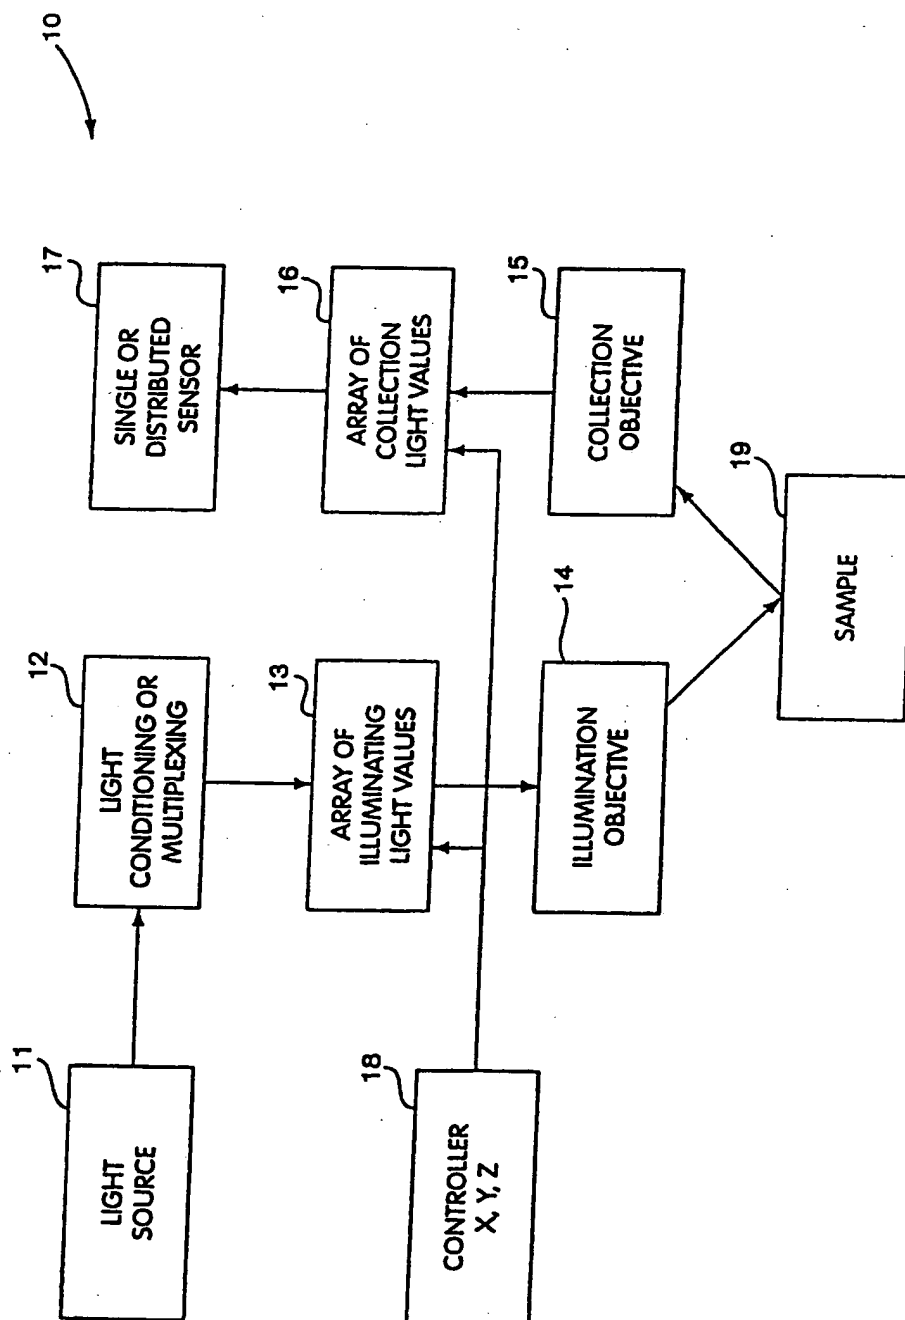 10
11
LIGHT
SOURCE
12
LIGHT
CONDITIONING OR
MULTIPLEXING
17
SINGLE OR
DISTRIBUTED
SENSOR
13
ARRAY OF
ILLUMINATING
LIGHT VALUES
16
ARRAY OF
COLLECTION
LIGHT VALUES
18
CONTROLLER
X, Y, Z
14
ILLUMINATION
OBJECTIVE
15
COLLECTION
OBJECTIVE
19
SAMPLE